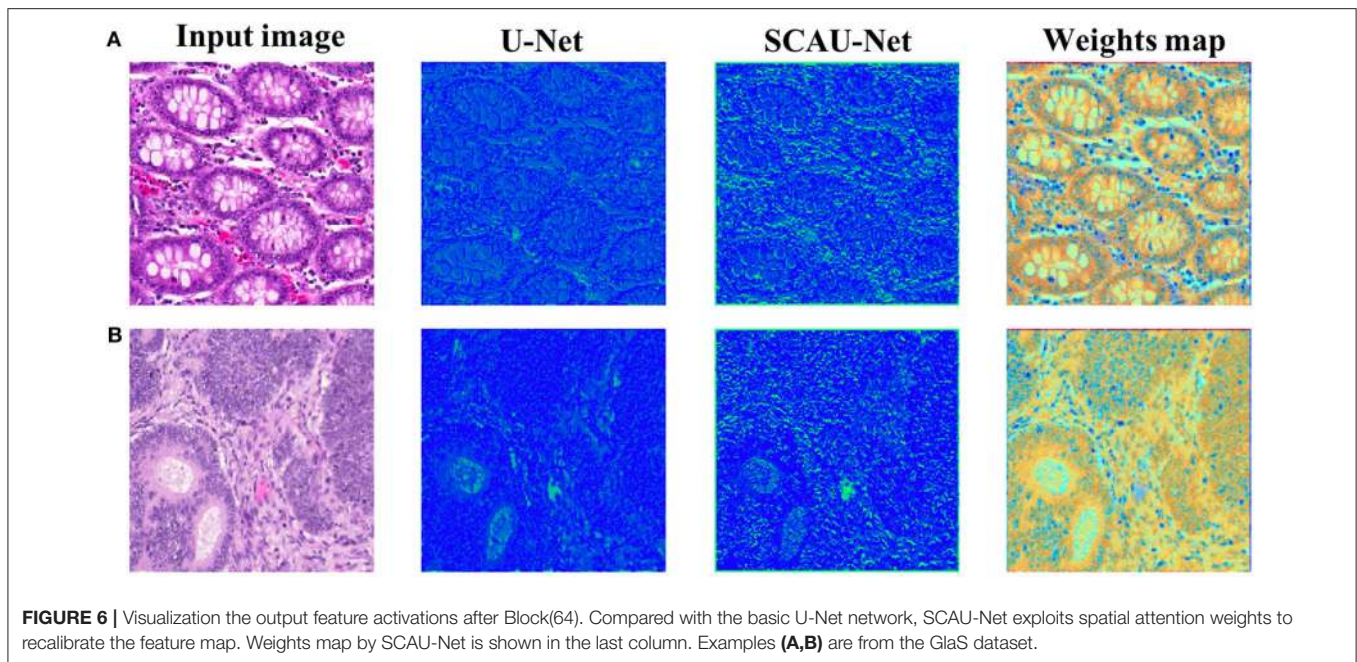 A
Input image
U-Net
SCAU-Net
Weights map
B
FIGURE 6 | Visualization the output feature activations after Block(64). Compared with the basic U-Net network, SCAU-Net exploits spatial attention weights to
recalibrate the feature map. Weights map by SCAU-Net is shown in the last column. Examples (A,B) are from the GlaS dataset.